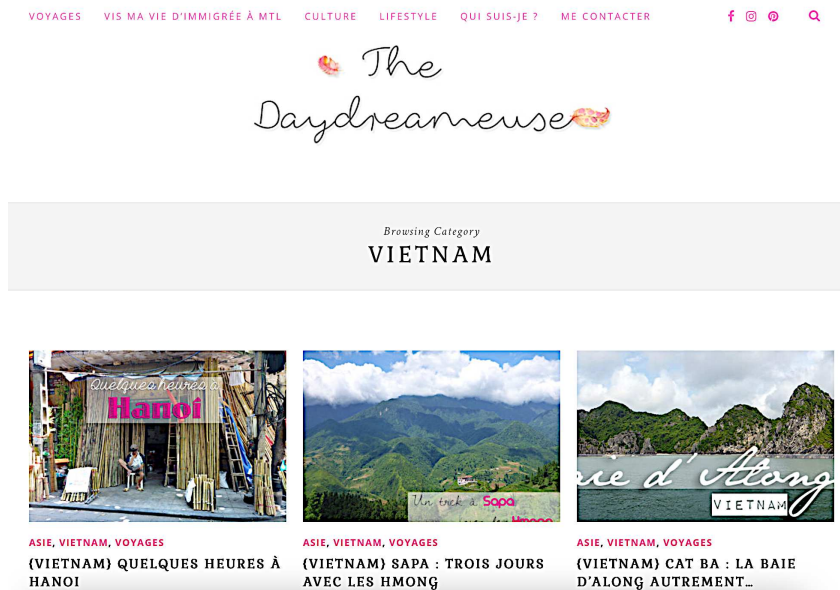 VOYAGES VIS MA VIE D'IMMIGRÉE À MTL CULTURE LIFESTYLE QUI SUIS-JE ? ME CONTACTER
The
Daydreameuse
Browsing Category
VIETNAM
Quelques heures à
Hanoi
Un trek à Sapa
Hmong
aie d'Along
VIETNAM
ASIE, VIETNAM, VOYAGES
{VIETNAM} QUELQUES HEURES À
HANOI
ASIE, VIETNAM, VOYAGES
{VIETNAM} SAPA : TROIS JOURS
AVEC LES HMONG
ASIE, VIETNAM, VOYAGES
{VIETNAM} CAT BA : LA BAIE
D'ALONG AUTREMENT…